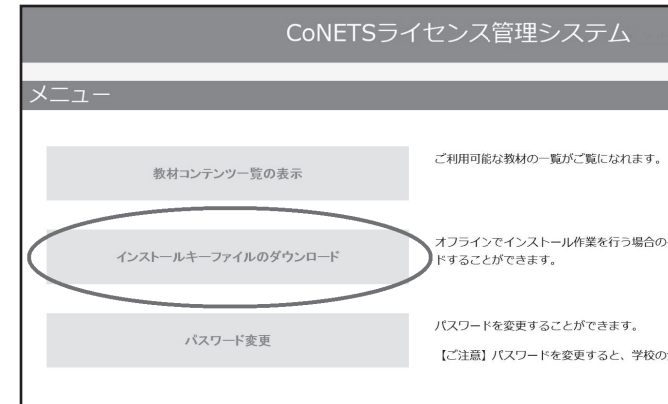 CoNETSライセンス管理システム
メニュー
教材コンテンツ一覧の表示
ご利用可能な教材の一覧がご覧になれます。
インストールキーファイルのダウンロード
オフラインでインストール作業を行う場合の
ドすることができます。
パスワード変更
パスワードを変更することができます。
【ご注意】パスワードを変更すると、学校の